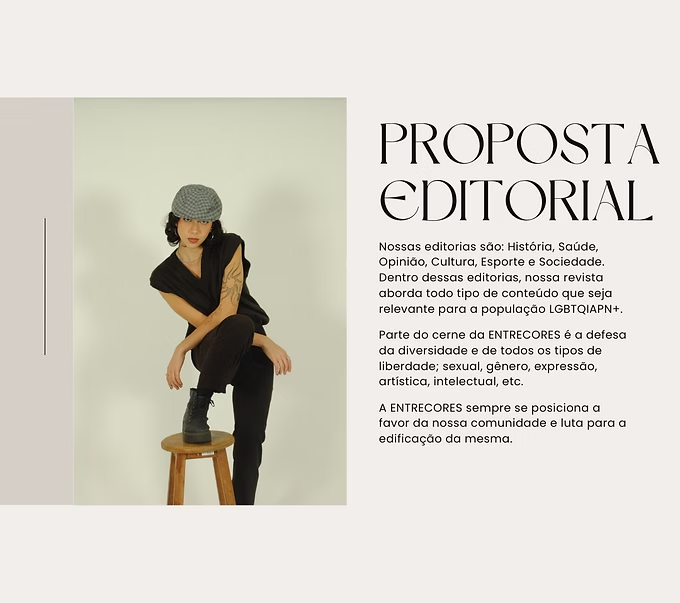 PROPOSTA
EDITORIAL
Nossas editorias são: História, Saúde,
Opinião, Cultura, Esporte e Sociedade.
Dentro dessas editorias, nossa revista
aborda todo tipo de conteúdo que seja
relevante para a população LGBTQIAPN+.
Parte do cerne da ENTRECORES é a defesa
da diversidade e de todos os tipos de
liberdade; sexual, gênero, expressão,
artística, intelectual, etc.
A ENTRECORES sempre se posiciona a
favor da nossa comunidade e luta para a
edificação da mesma.